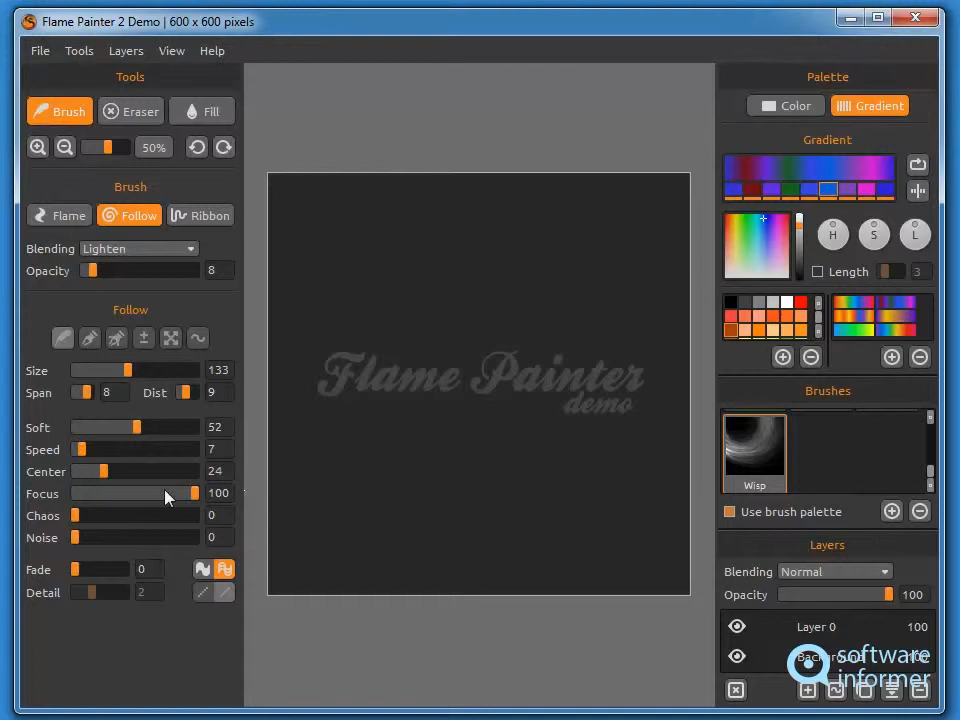 Flame Painter 2 Demo | 600 x 600 pixels
File Tools Layers View Help
Tools
Brush Eraser Fill
50%
Brush
Flame Follow Ribbon
Blending Lighten
Opacity 8
Follow
Size 133
Span 8 Dist 9
Soft 52
Speed 7
Center 24
Focus 100
Chaos 0
Noise 0
Fade 0
Detail 2
Flame Painter
demo
Palette
Color Gradient
Gradient
H S L
Length 3
Brushes
Wisp
Use brush palette
Layers
Blending Normal
Opacity 100
Layer 0 100
Background 100
software
informer